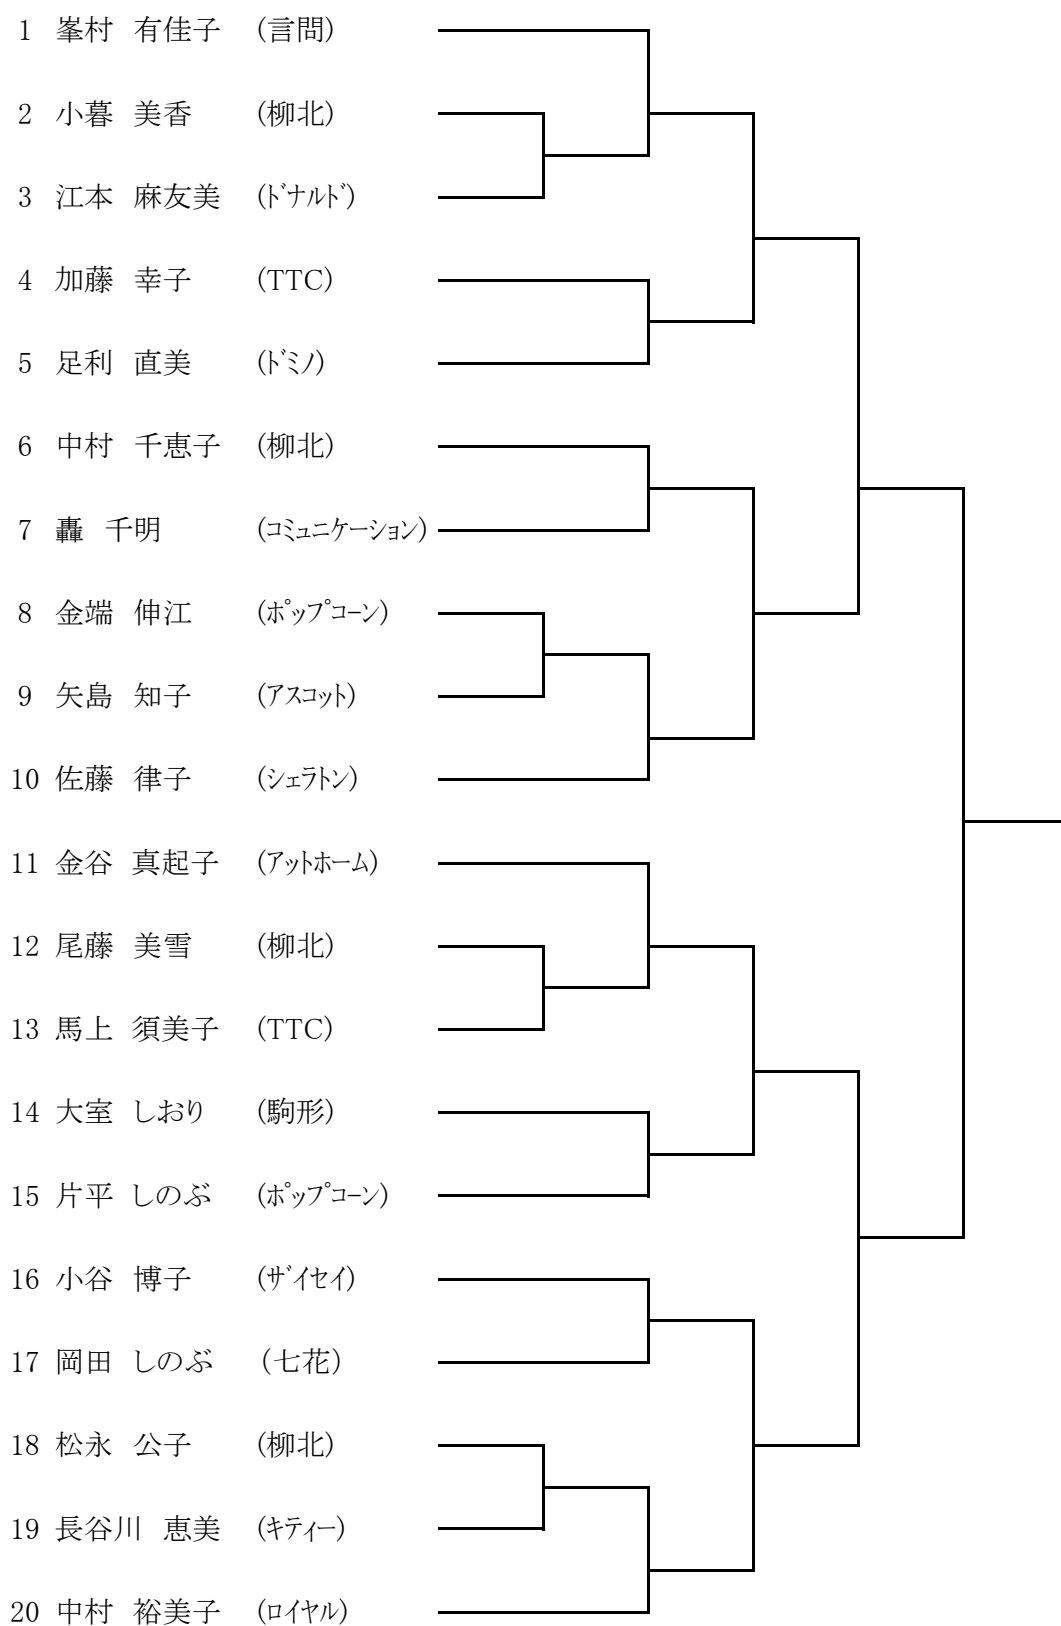 1 峯村 有佳子 (言問)
2 小暮 美香 (柳北)
3 江本 麻友美 (ﾄﾞﾅﾙﾄﾞ)
4 加藤 幸子 (TTC)
5 足利 直美 (ﾄﾞﾐﾉ)
6 中村 千恵子 (柳北)
7 轟 千明 (コミュニケーション)
8 金端 伸江 (ﾎﾟｯﾌﾟｺｰﾝ)
9 矢島 知子 (アスコット)
10 佐藤 律子 (シェラトン)
11 金谷 真起子 (アットホーム)
12 尾藤 美雪 (柳北)
13 馬上 須美子 (TTC)
14 大室 しおり (駒形)
15 片平 しのぶ (ﾎﾟｯﾌﾟｺｰﾝ)
16 小谷 博子 (ｻﾞｲｾｲ)
17 岡田 しのぶ (七花)
18 松永 公子 (柳北)
19 長谷川 恵美 (キティー)
20 中村 裕美子 (ロイヤル)